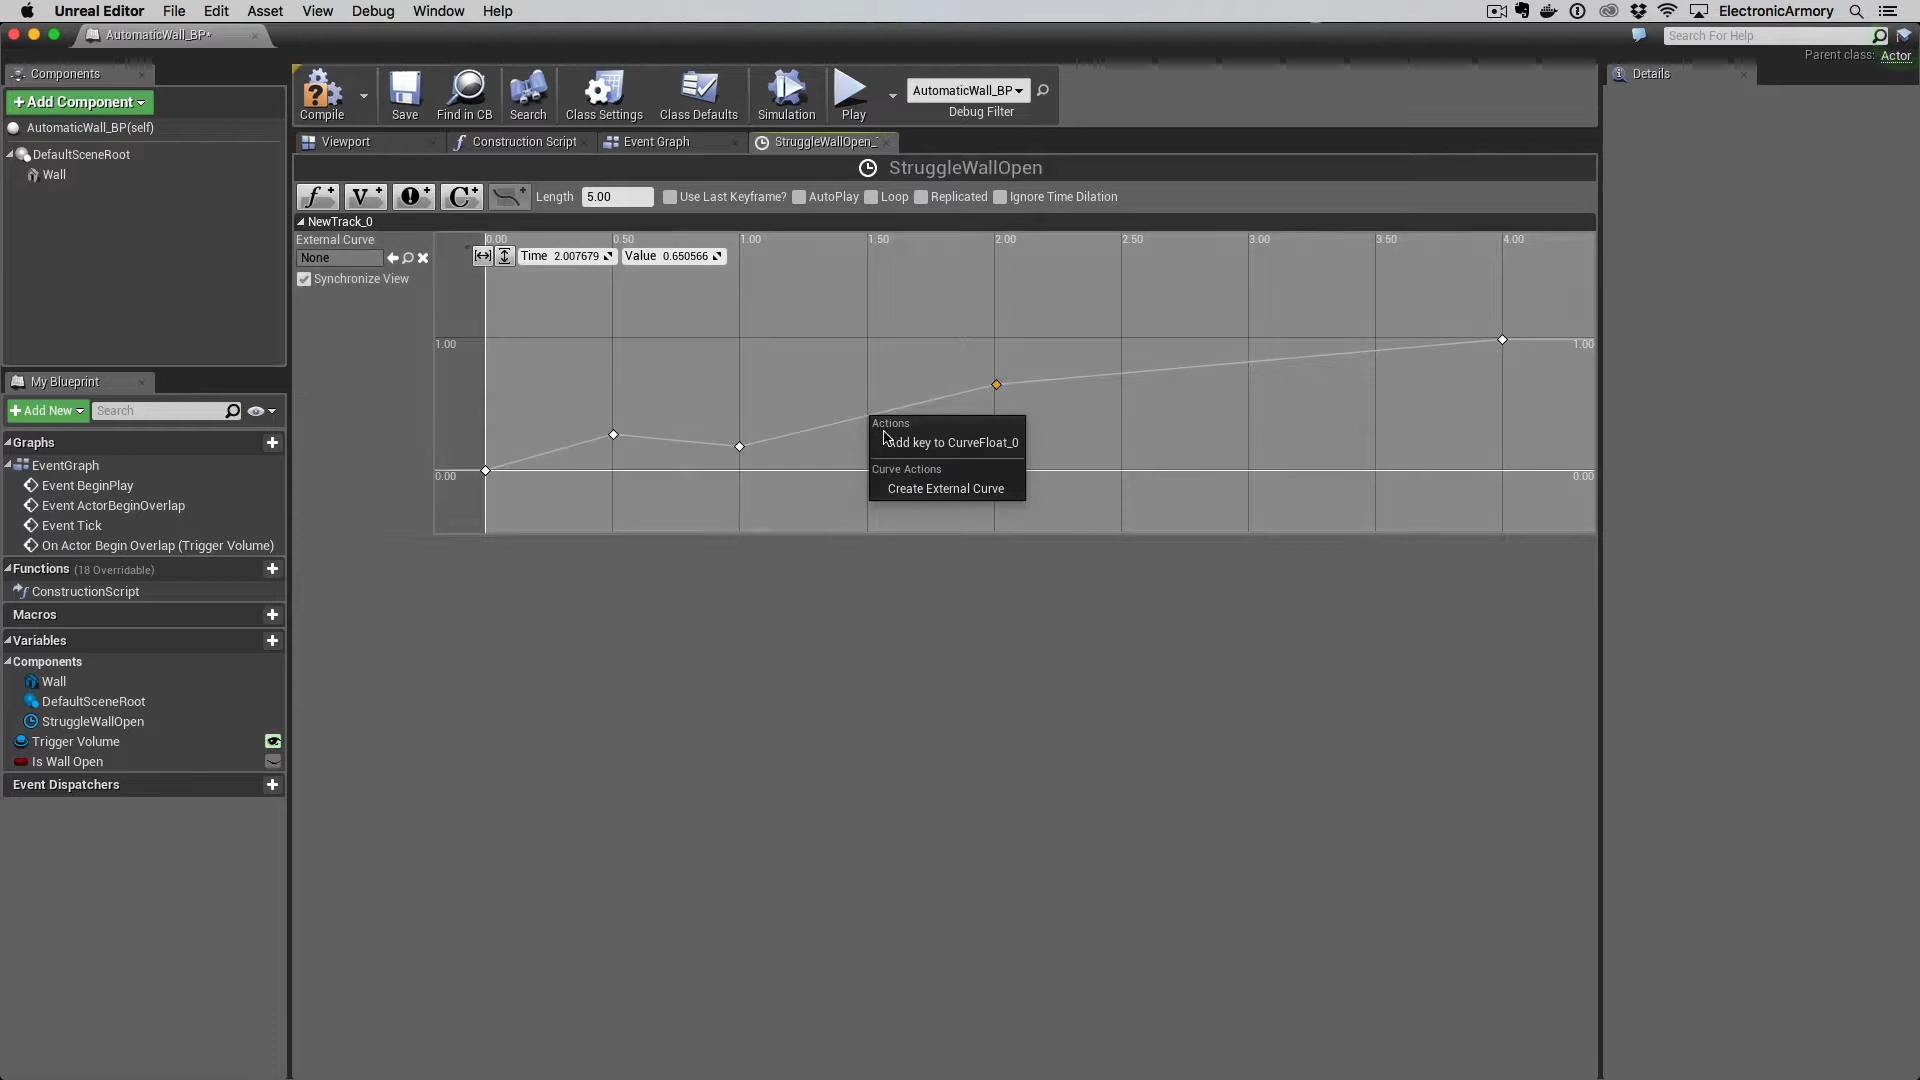 Unreal Editor File Edit Asset View Debug Window Help ElectronicArmory
AutomaticWall_BP*
Search For Help
Parent class: Actor
Components
Details
+Add Component
AutomaticWall_BP(self)
DefaultSceneRoot
Wall
Compile Save Find in CB Search Class Settings Class Defaults Simulation Play
AutomaticWall_BP
Debug Filter
Viewport Construction Script Event Graph StruggleWallOpen_
StruggleWallOpen
Length 5.00 Use Last Keyframe? AutoPlay Loop Replicated Ignore Time Dilation
NewTrack_0
External Curve
None
Synchronize View
0.00 0.50 1.00 1.50 2.00 2.50 3.00 3.50 4.00
Time 2.007679 Value 0.650566
1.00 1.00
0.00 0.00
Actions
Add key to CurveFloat_0
Curve Actions
Create External Curve
My Blueprint
+Add New Search
Graphs
EventGraph
Event BeginPlay
Event ActorBeginOverlap
Event Tick
On Actor Begin Overlap (Trigger Volume)
Functions (18 Overridable)
ConstructionScript
Macros
Variables
Components
Wall
DefaultSceneRoot
StruggleWallOpen
Trigger Volume
Is Wall Open
Event Dispatchers